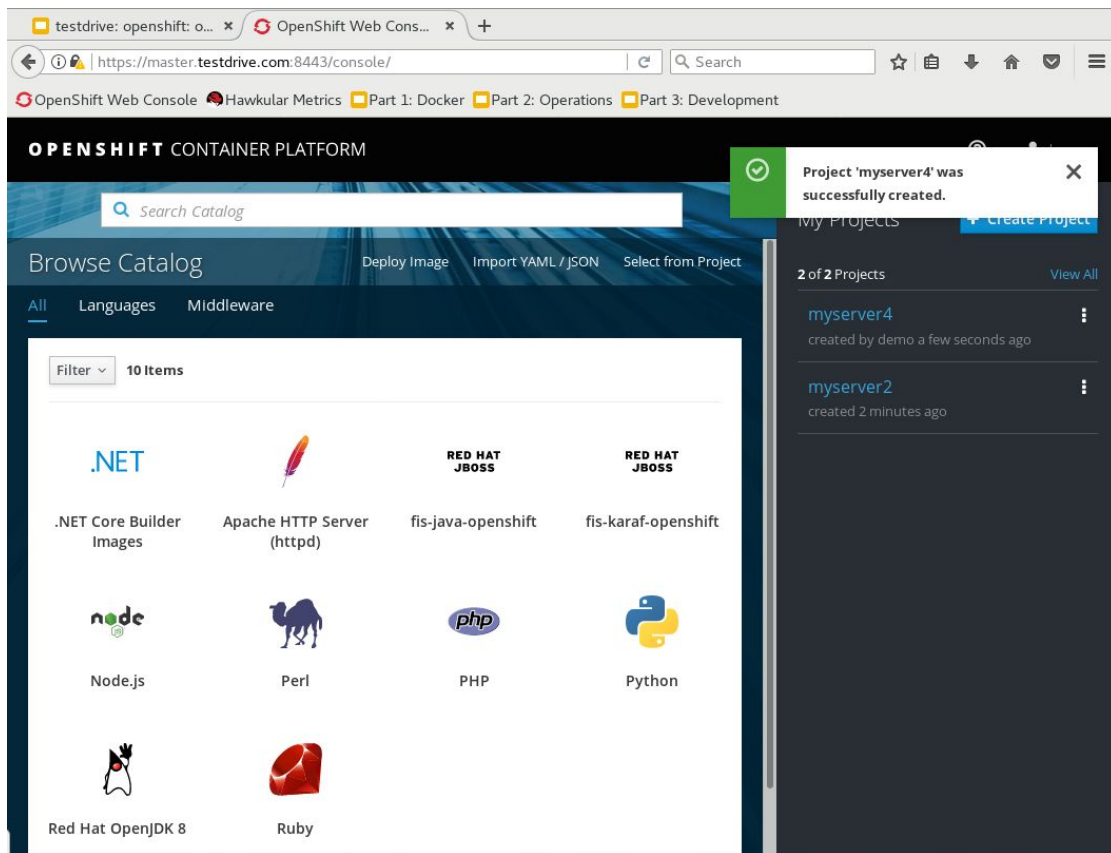 testdrive: openshift: o...
OpenShift Web Cons...
https://master.testdrive.com:8443/console/
Search
OpenShift Web Console Hawkular Metrics Part 1: Docker Part 2: Operations Part 3: Development
OPENSHIFT CONTAINER PLATFORM
Project 'myserver4' was
successfully created.
Search Catalog
My Projects
+ Create Project
Browse Catalog
Deploy Image Import YAML / JSON Select from Project
2 of 2 Projects
View All
All Languages Middleware
myserver4
created by demo a few seconds ago
Filter
10 Items
myserver2
created 2 minutes ago
.NET
RED HAT
JBOSS
RED HAT
JBOSS
.NET Core Builder
Images
Apache HTTP Server
(httpd)
fis-java-openshift
fis-karaf-openshift
node
JS
php
Node.js
Perl
PHP
Python
Red Hat OpenJDK 8
Ruby